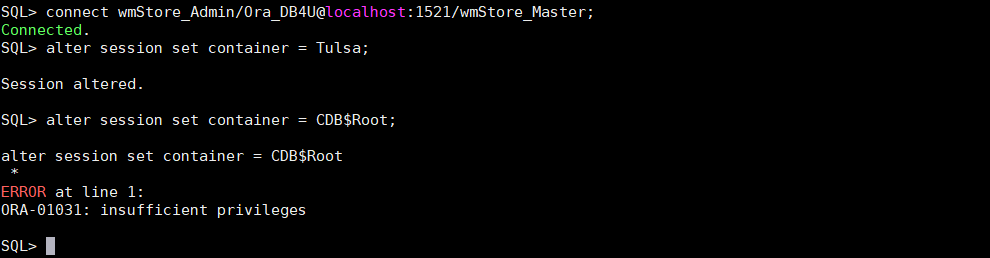 SQL> connect wmStore_Admin/Ora_DB4U@localhost:1521/wmStore_Master;
Connected.
SQL> alter session set container = Tulsa;
Session altered.
SQL> alter session set container = CDB$Root;
alter session set container = CDB$Root
*
ERROR at line 1:
ORA-01031: insufficient privileges
SQL>